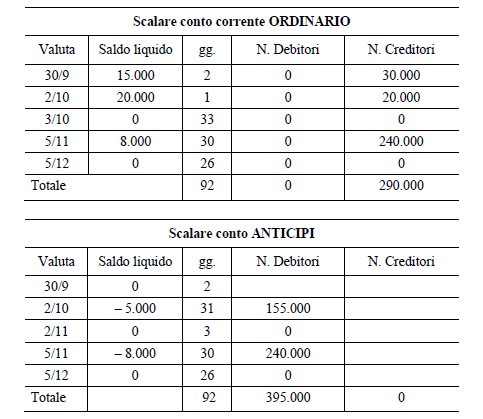 Scalare conto corrente ORDINARIO
Valuta Saldo liquido gg. N. Debitori N. Creditori
30/9 15.000 2 0 30.000
2/10 20.000 1 0 20.000
3/10 0 33 0 0
5/11 8.000 30 0 240.000
5/12 0 26 0 0
Totale 92 0 290.000
Scalare conto ANTICIPI
Valuta Saldo liquido gg. N. Debitori N. Creditori
30/9 0 2
2/10 – 5.000 31 155.000
2/11 0 3 0
5/11 – 8.000 30 240.000
5/12 0 26 0
Totale 92 395.000 0